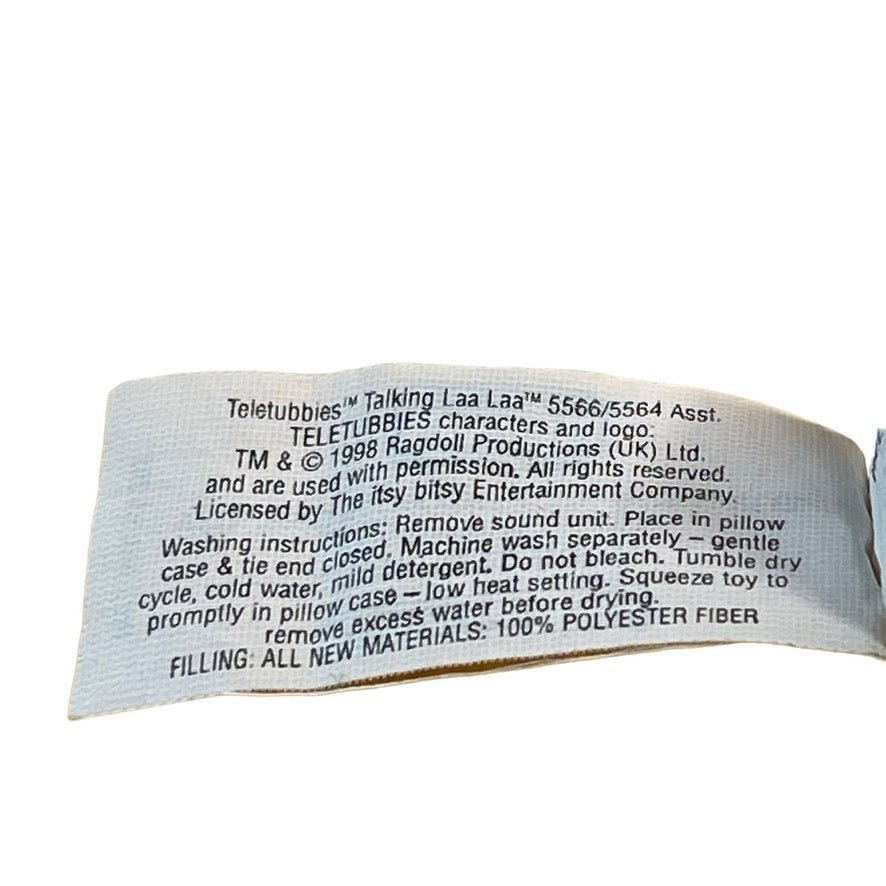 Teletubbies™ Talking Laa Laa™ 5566/5564 Asst.
TELETUBBIES characters and logo:
TM & © 1998 Ragdoll Productions (UK) Ltd.
and are used with permission. All rights reserved.
Licensed by The itsy bitsy Entertainment Company.
Washing instructions: Remove sound unit. Place in pillow
case & tie end closed. Machine wash separately – gentle
cycle, cold water, mild detergent. Do not bleach. Tumble dry
promptly in pillow case – low heat setting. Squeeze toy to
remove excess water before drying.
FILLING: ALL NEW MATERIALS: 100% POLYESTER FIBER